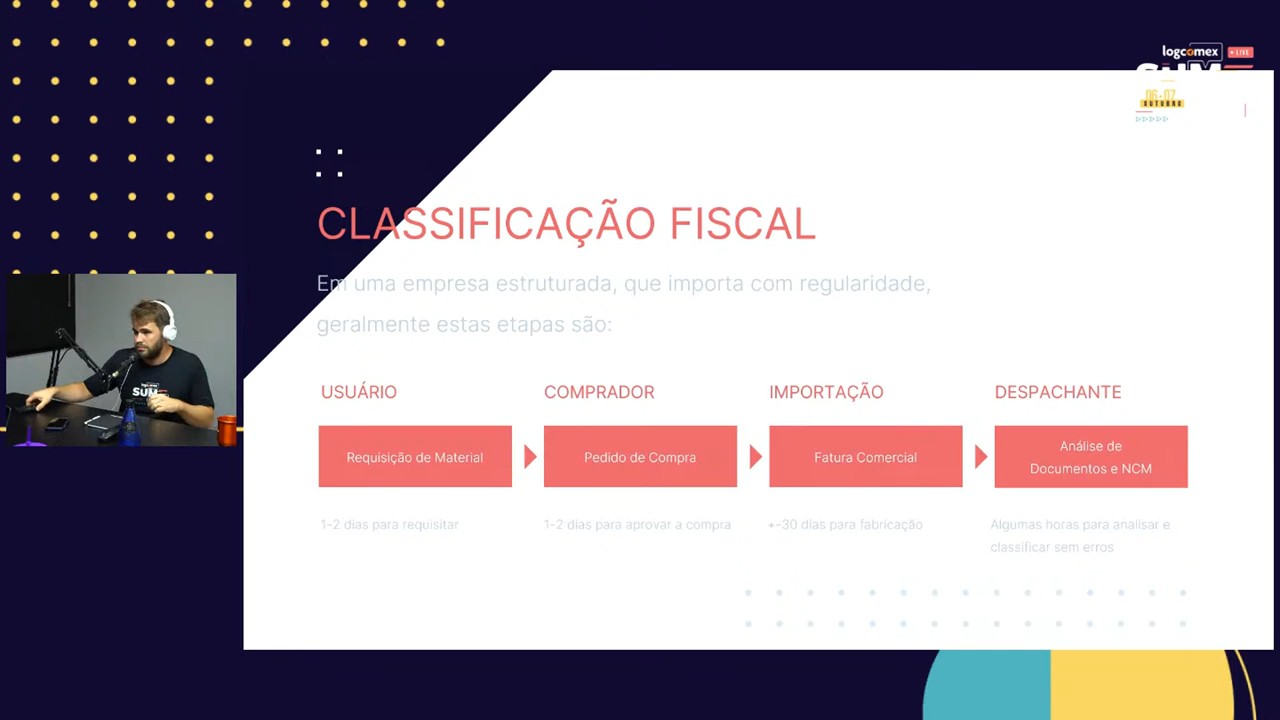 logcomex
LIVE
SUM
06-07
OUTUBRO
CLASSIFICAÇÃO FISCAL
Em uma empresa estruturada, que importa com regularidade,
geralmente estas etapas são:
USUÁRIO
COMPRADOR
IMPORTAÇÃO
DESPACHANTE
Requisição de Material
Pedido de Compra
Fatura Comercial
Análise de
Documentos e NCM
1-2 dias para requisitar
1-2 dias para aprovar a compra
+-30 dias para fabricação
Algumas horas para analisar e
classificar sem erros
SUM